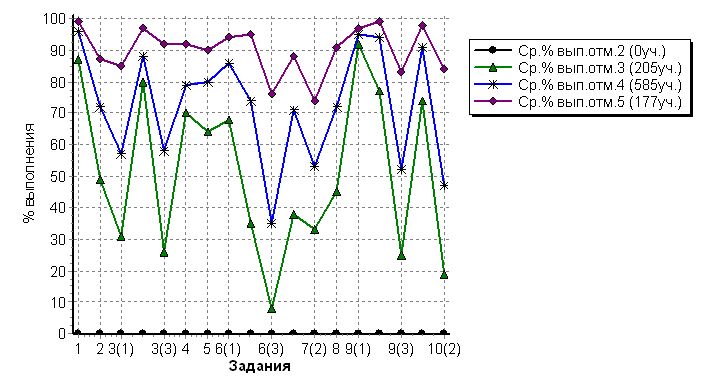 100
90
80
70
60
50
40
30
20
10
0
% выполнения
1 2 3(1) 3(3) 4 5 6(1) 6(3) 7(2) 8 9(1) 9(3) 10(2)
Задания
Ср.% вып.отм.2 (0уч.)
Ср.% вып.отм.3 (205уч.)
Ср.% вып.отм.4 (585уч.)
Ср.% вып.отм.5 (177уч.)